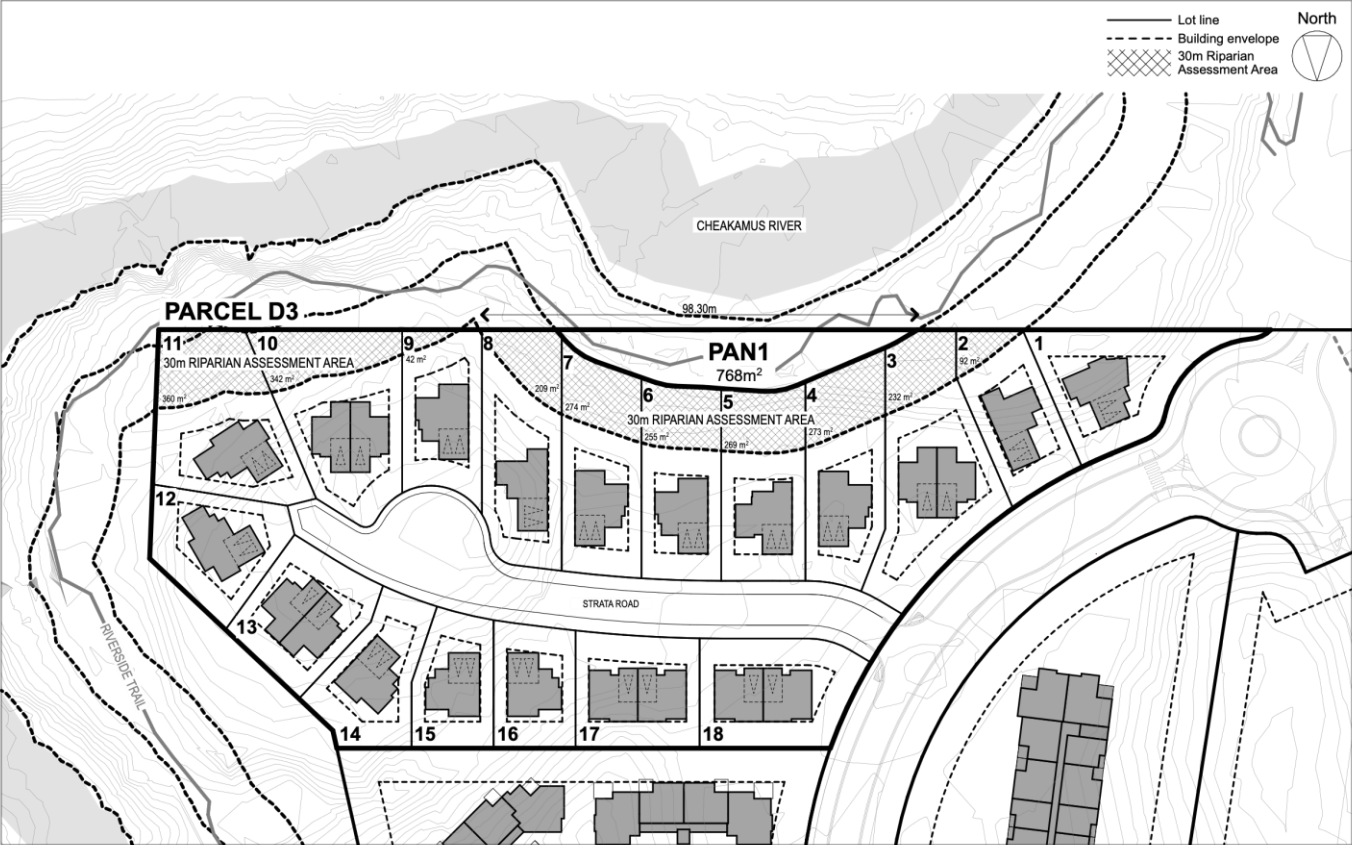 Lot line
North
Building envelope
30m Riparian
Assessment Area
CHEAKAMUS RIVER
PARCEL D3
98.30m
11
10
9
8
7
PAN1
768m²
3
2
1
30m RIPARIAN ASSESSMENT AREA
42 m²
92 m²
342 m²
360 m²
209 m²
274 m²
6
5
4
232 m²
30m RIPARIAN ASSESSMENT AREA
255 m²
269 m²
273 m²
12
STRATA ROAD
13
RIVERSIDE TRAIL
14
15
16
17
18